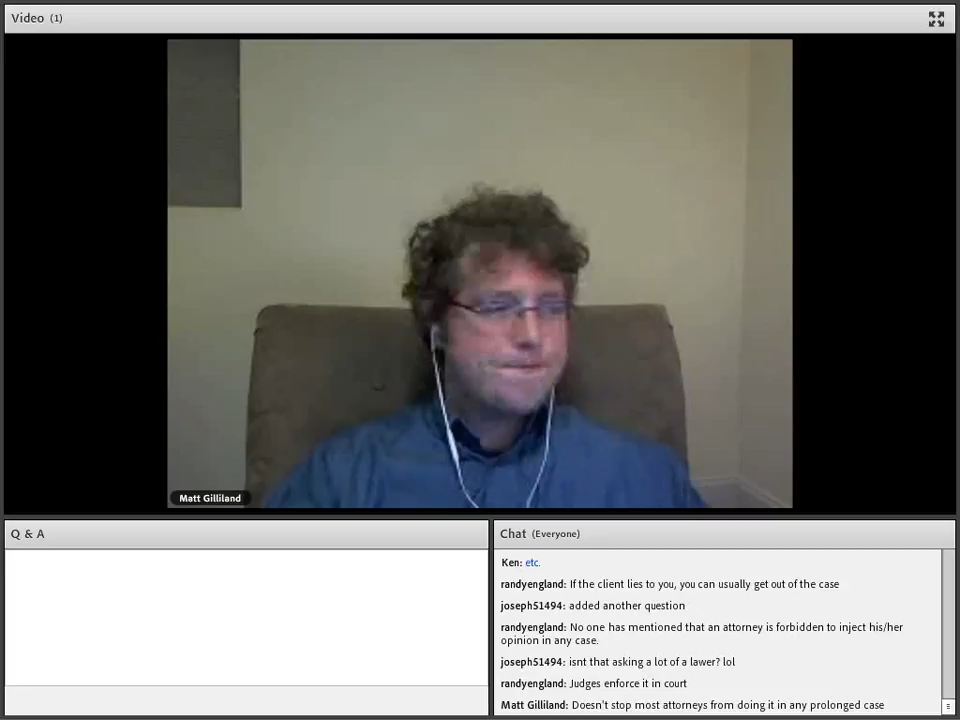 Video (1)
Matt Gilliland
Q & A
Chat (Everyone)
Ken: etc.
randyengland: If the client lies to you, you can usually get out of the case
joseph51494: added another question
randyengland: No one has mentioned that an attorney is forbidden to inject his/her
opinion in any case.
joseph51494: isnt that asking a lot of a lawer? lol
randyengland: Judges enforce it in court
Matt Gilliland: Doesn't stop most attorneys from doing it in any prolonged case